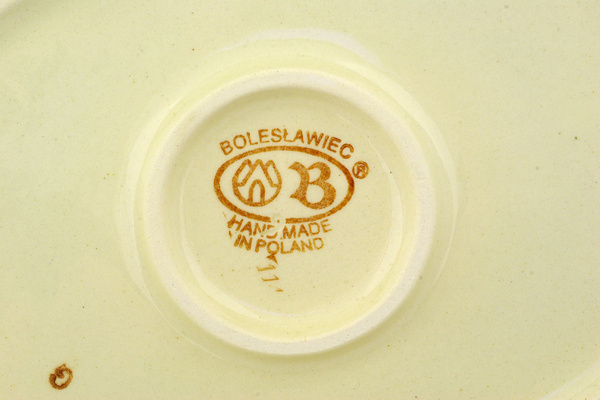 BOLESŁAWIEC
B ®
HAND MADE
IN POLAND